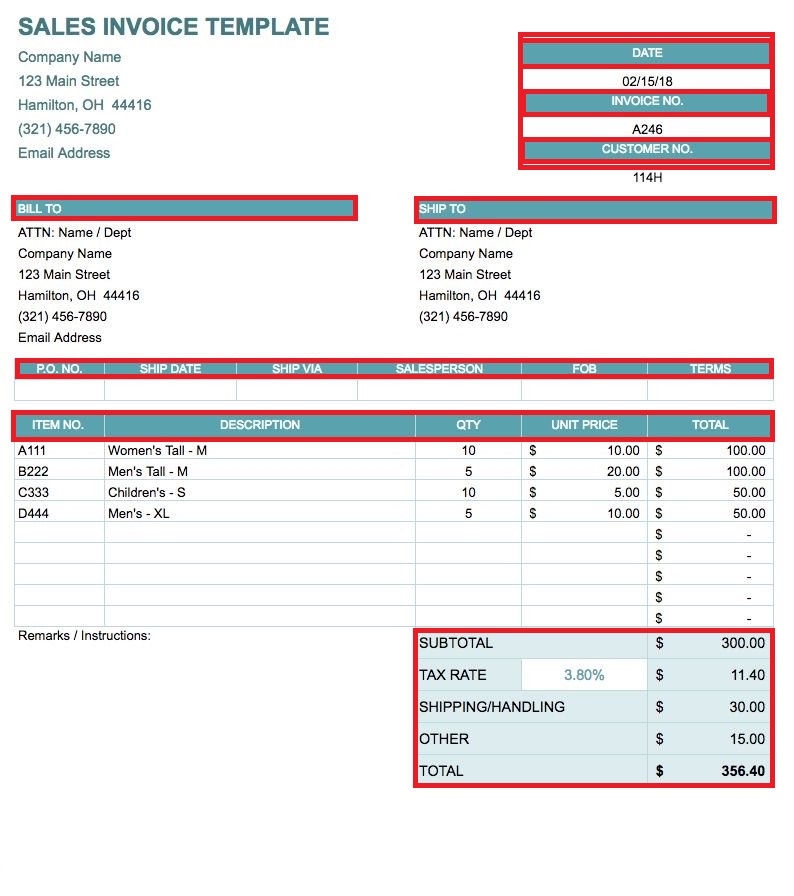 SALES INVOICE TEMPLATE
Company Name
123 Main Street
Hamilton, OH 44416
(321) 456-7890
Email Address
DATE
02/15/18
INVOICE NO.
A246
CUSTOMER NO.
114H
BILL TO
ATTN: Name / Dept
Company Name
123 Main Street
Hamilton, OH 44416
(321) 456-7890
Email Address
SHIP TO
ATTN: Name / Dept
Company Name
123 Main Street
Hamilton, OH 44416
(321) 456-7890
P.O. NO. SHIP DATE SHIP VIA SALESPERSON FOB TERMS
ITEM NO. DESCRIPTION QTY UNIT PRICE TOTAL
A111 Women's Tall - M 10 $ 10.00 $ 100.00
B222 Men's Tall - M 5 $ 20.00 $ 100.00
C333 Children's - S 10 $ 5.00 $ 50.00
D444 Men's - XL 5 $ 10.00 $ 50.00
$ -
$ -
$ -
$ -
$ -
Remarks / Instructions:
SUBTOTAL $ 300.00
TAX RATE 3.80% $ 11.40
SHIPPING/HANDLING $ 30.00
OTHER $ 15.00
TOTAL $ 356.40